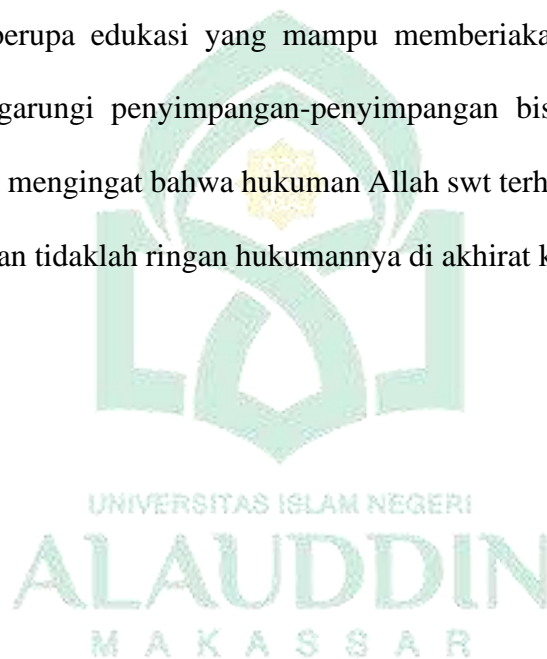 berupa edukasi yang mampu memberiaka
garungi penyimpangan-penyimpangan bis
mengingat bahwa hukuman Allah swt terh
an tidaklah ringan hukumannya di akhirat k
UNIVERSITAS ISLAM NEGERI
ALAUDDIN
M A K A S S A R